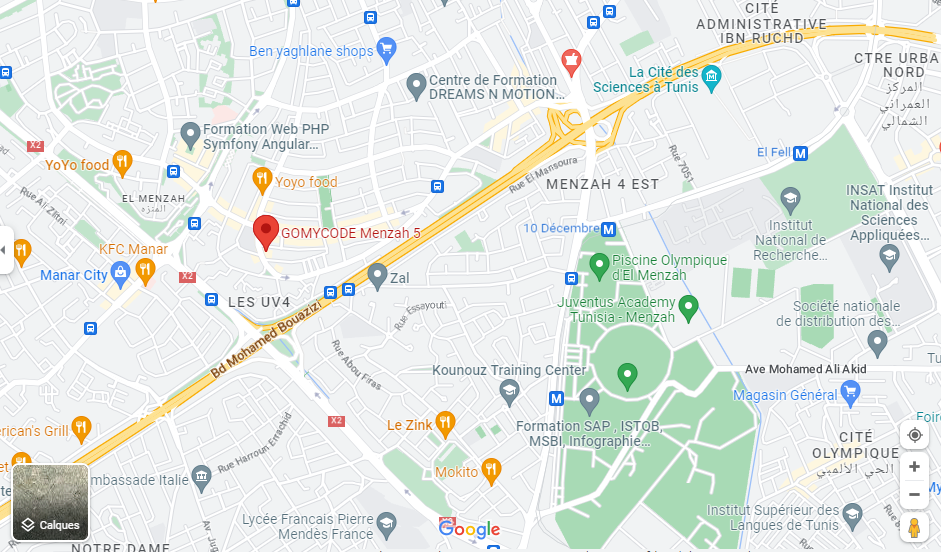 CITÉ
ADMINISTRATIVE
IBN RUCHD
Ben yaghlane shops
CTRE URBA
NORD
المركز
العمراني
الشمالي
La Cité des
Sciences à Tunis
Centre de Formation
DREAMS N MOTION...
Formation Web PHP
Symfony Angular...
X2
YoYo food
El Fell
M
Rue 7051
Rue El Mansoura
MENZAH 4 EST
Yoyo food
EL MENZAH
المنزه
Rue Ali Zlitni
INSAT Institut
National des
Sciences
Appliquées...
Institut
National de
Recherche...
10 Décembre
M
GOMYCODE Menzah 5
KFC Manar
Manar City
Piscine Olympique
d'El Menzah
Zal
LES UV4
Juventus Academy
Tunisia - Menzah
Société nationale
de distribution des...
Rue Essayouti
Bd Mohamed Bouazizi
Rue Abou Firas
Kounouz Training Center
Ave Mohamed Ali Akid
Magasin Général
M
X2
Le Zink
Formation SAP , ISTQB,
MSBI, Infographie...
Foire
erican's Grill
Rue Harroun Errachid
CITÉ
OLYMPIQUE
الحي الأولمبي
Mokito
et
mbassade Italie
My
Calques
Lycée Francais Pierre
Mendès France
Google
Institut Supérieur des
Langues de Tunis
NOTRE DAME